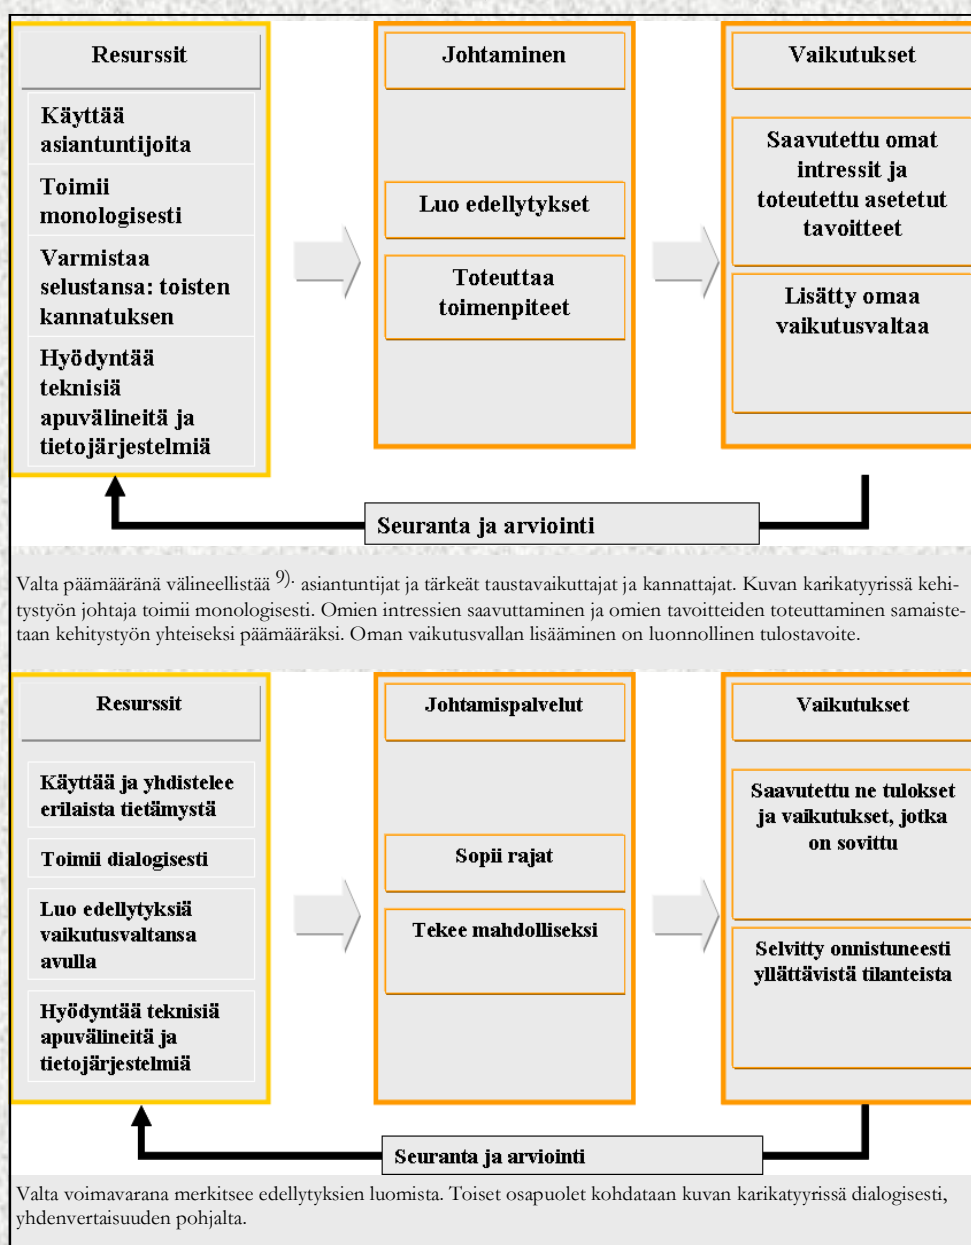 Resurssit
Käyttää
asiantuntijoita
Toimii
monologisesti
Varmistaa
selustansa: toisten
kannatuksen
Hyödyntää
teknisiä
apuvälineitä ja
tietojärjestelmiä
Johtaminen
Luo edellytykset
Toteuttaa
toimenpiteet
Vaikutukset
Saavutettu omat
intressit ja
toteutettu asetetut
tavoitteet
Lisätty omaa
vaikutusvaltaa
Seuranta ja arviointi
Valta päämääränä välineellistää 9). asiantuntijat ja tärkeät taustavaikuttajat ja kannattajat. Kuvan karikatyyrissä kehi-
tystyön johtaja toimii monologisesti. Omien intressien saavuttaminen ja omien tavoitteiden toteuttaminen samaiste-
taan kehitystyön yhteiseksi päämääräksi. Oman vaikutusvallan lisääminen on luonnollinen tulostavoite.
Resurssit
Käyttää ja yhdistelee
erilaista tietämystä
Toimii dialogisesti
Luo edellytyksiä
vaikutusvaltansa
avulla
Hyödyntää teknisiä
apuvälineitä ja
tietojärjestelmiä
Johtamispalvelut
Sopii rajat
Tekee mahdolliseksi
Vaikutukset
Saavutettu ne tulokset
ja vaikutukset, jotka
on sovittu
Selvitty onnistuneesti
yllättävistä tilanteista
Seuranta ja arviointi
Valta voimavarana merkitsee edellytyksien luomista. Toiset osapuolet kohdataan kuvan karikatyyrissä dialogisesti,
yhdenvertaisuuden pohjalta.